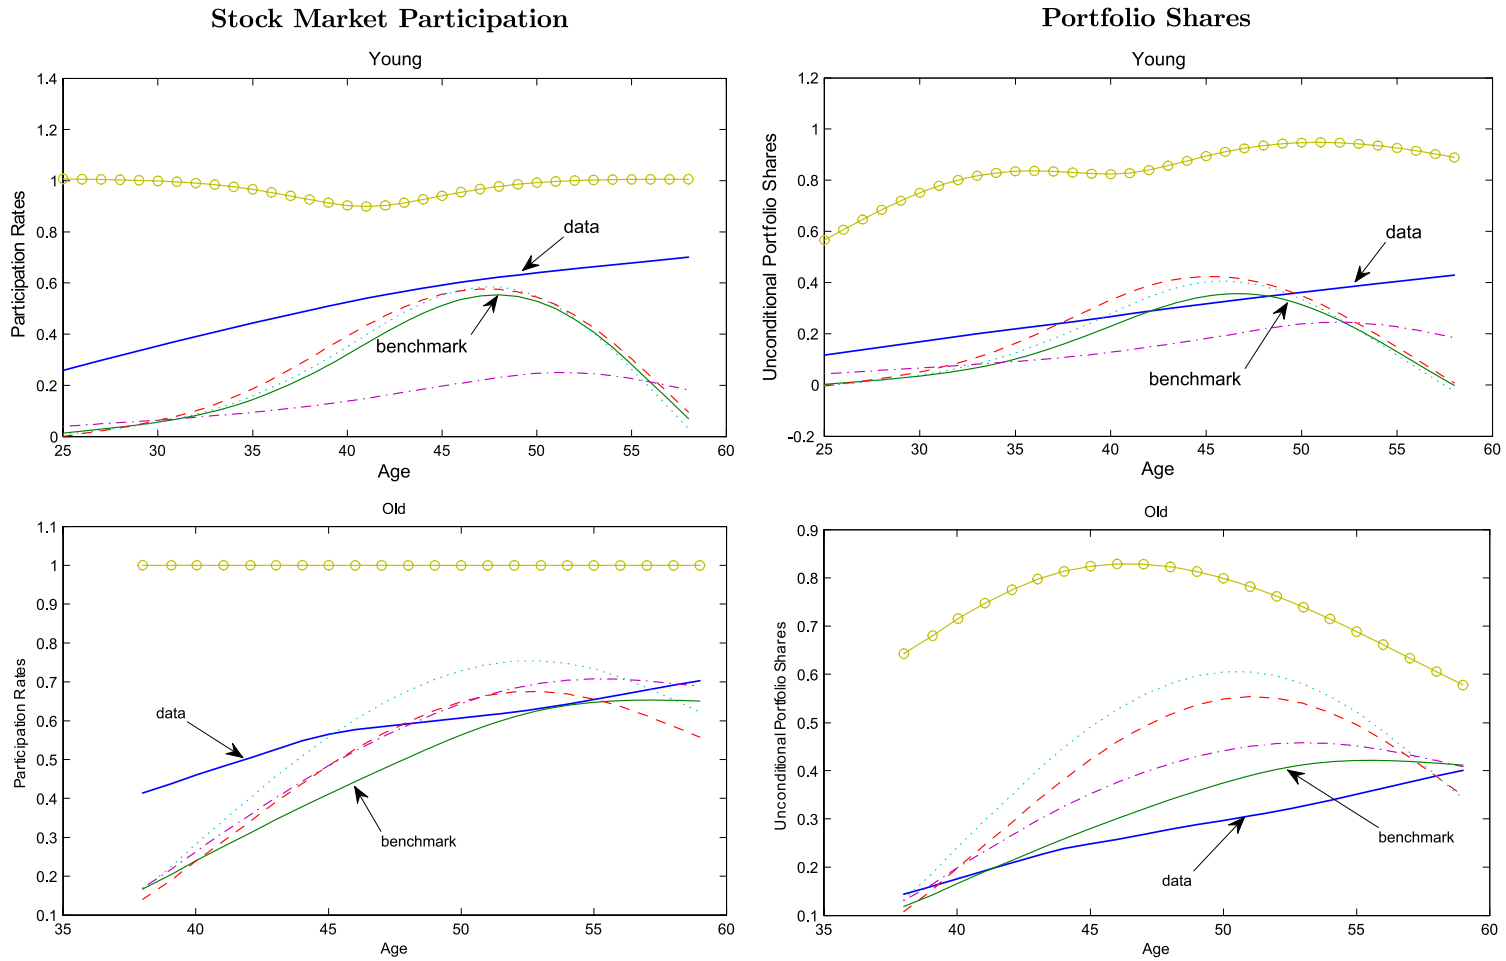 Stock Market Participation
Portfolio Shares
Young
1.4
1.2
1
0.8
0.6
0.4
0.2
0
25 30 35 40 45 50 55 60
Participation Rates
Age
data
benchmark
Young
1.2
1
0.8
0.6
0.4
0.2
0
-0.2
25 30 35 40 45 50 55 60
Unconditional Portfolio Shares
Age
data
benchmark
Old
1.1
1
0.9
0.8
0.7
0.6
0.5
0.4
0.3
0.2
0.1
35 40 45 50 55 60
Participation Rates
Age
data
benchmark
Old
0.9
0.8
0.7
0.6
0.5
0.4
0.3
0.2
0.1
35 40 45 50 55 60
Unconditional Portfolio Shares
Age
benchmark
data